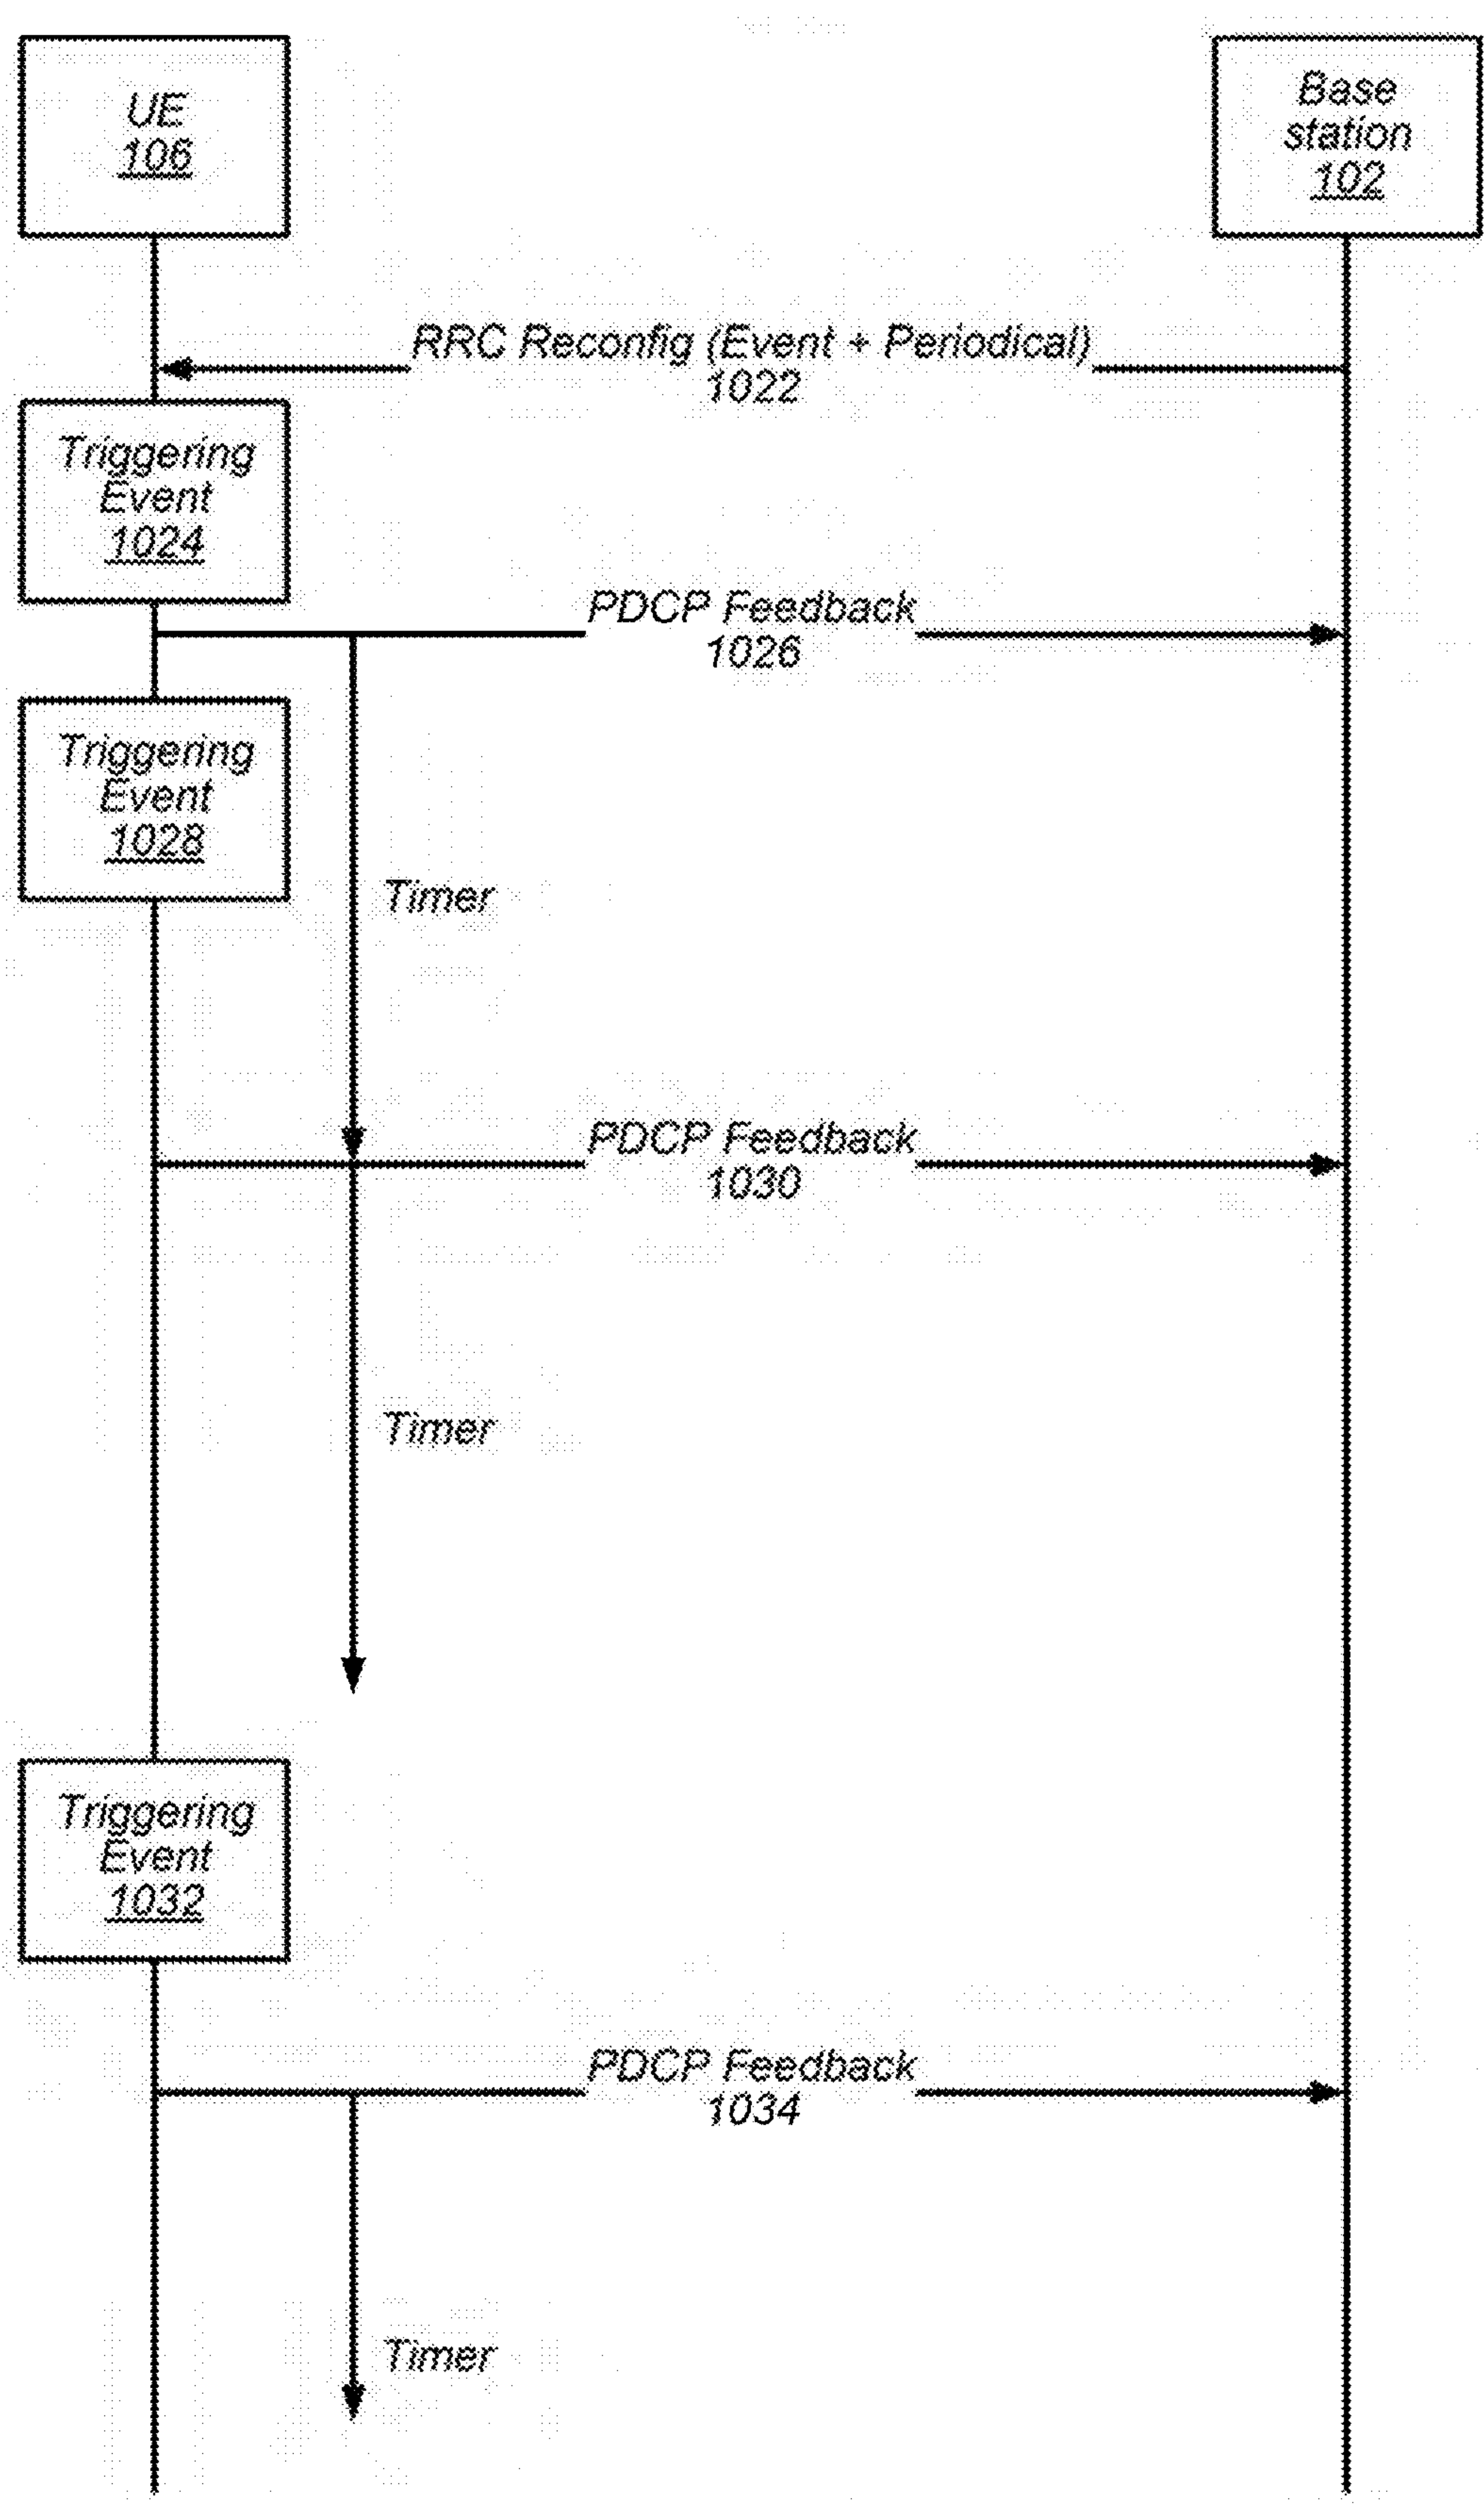 UE
106
Base
station
102
RRC Reconfig (Event + Periodical)
1022
Triggering
Event
1024
PDCP Feedback
1026
Triggering
Event
1028
Timer
PDCP Feedback
1030
Timer
Triggering
Event
1032
PDCP Feedback
1034
Timer